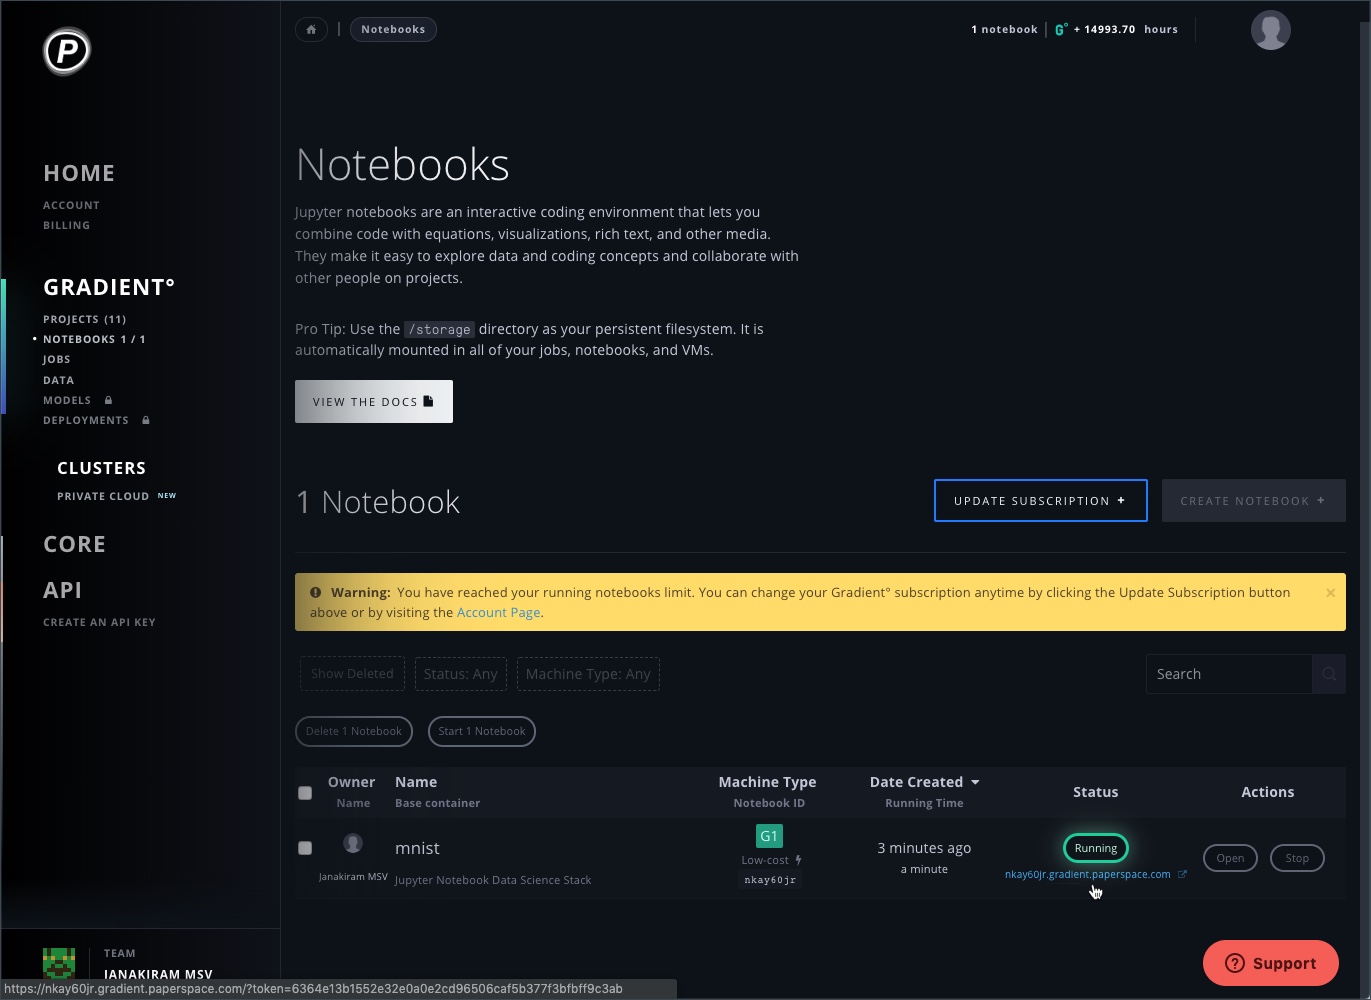 P
Notebooks
1 notebook
G° + 14993.70 hours
HOME
ACCOUNT
BILLING
GRADIENT°
PROJECTS (11)
NOTEBOOKS 1 / 1
JOBS
DATA
MODELS
DEPLOYMENTS
CLUSTERS
PRIVATE CLOUD NEW
CORE
API
CREATE AN API KEY
Notebooks
Jupyter notebooks are an interactive coding environment that lets you
combine code with equations, visualizations, rich text, and other media.
They make it easy to explore data and coding concepts and collaborate with
other people on projects.
Pro Tip: Use the /storage directory as your persistent filesystem. It is
automatically mounted in all of your jobs, notebooks, and VMs.
VIEW THE DOCS
1 Notebook
UPDATE SUBSCRIPTION +
CREATE NOTEBOOK +
Warning: You have reached your running notebooks limit. You can change your Gradient° subscription anytime by clicking the Update Subscription button
above or by visiting the Account Page.
×
Show Deleted
Status: Any
Machine Type: Any
Search
Delete 1 Notebook
Start 1 Notebook
Owner
Name
Name
Base container
Machine Type
Notebook ID
Date Created
Running Time
Status
Actions
Janakiram MSV
mnist
Jupyter Notebook Data Science Stack
G1
Low-cost
nkay60jr
3 minutes ago
a minute
Running
nkay60jr.gradient.paperspace.com
Open
Stop
TEAM
JANAKIRAM MSV
? Support
https://nkay60jr.gradient.paperspace.com/?token=6364e13b1552e32e0a0e2cd96506caf5b377f3bfbff9c3ab